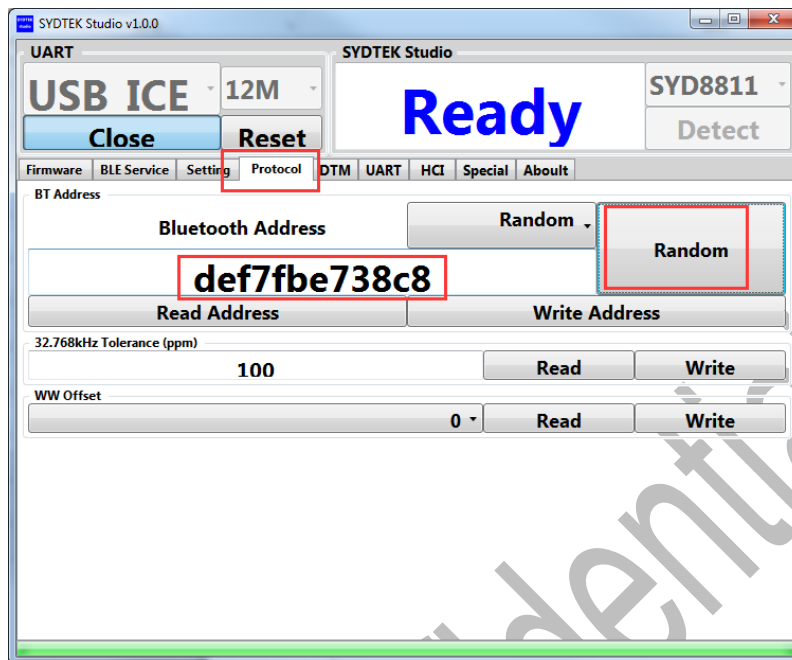 SYDTEK Studio v1.0.0
UART
SYDTEK Studio
USB ICE 12M
Ready
SYD8811
Close Reset
Detect
Firmware BLE Service Setting Protocol DTM UART HCI Special Aboult
BT Address
Bluetooth Address
Random
Random
def7fbe738c8
Read Address Write Address
32.768kHz Tolerance (ppm)
100 Read Write
WW Offset
0 Read Write